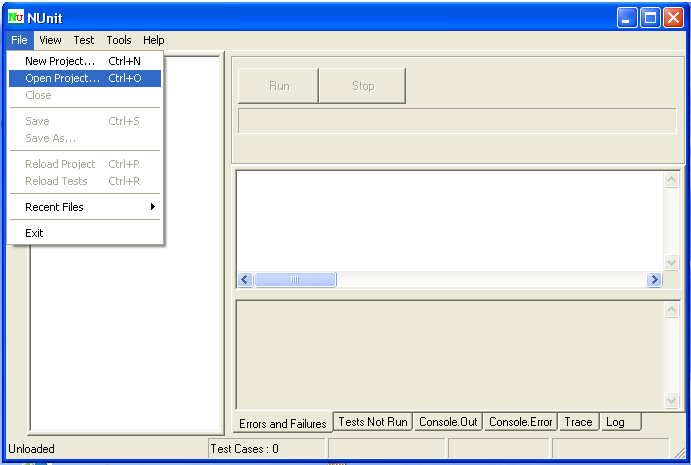 NU NUnit
File View Test Tools Help
New Project... Ctrl+N
Open Project... Ctrl+O
Close
Save Ctrl+S
Save As...
Reload Project Ctrl+P
Reload Tests Ctrl+R
Recent Files
Exit
Run Stop
Errors and Failures Tests Not Run Console.Out Console.Error Trace Log
Unloaded Test Cases : 0